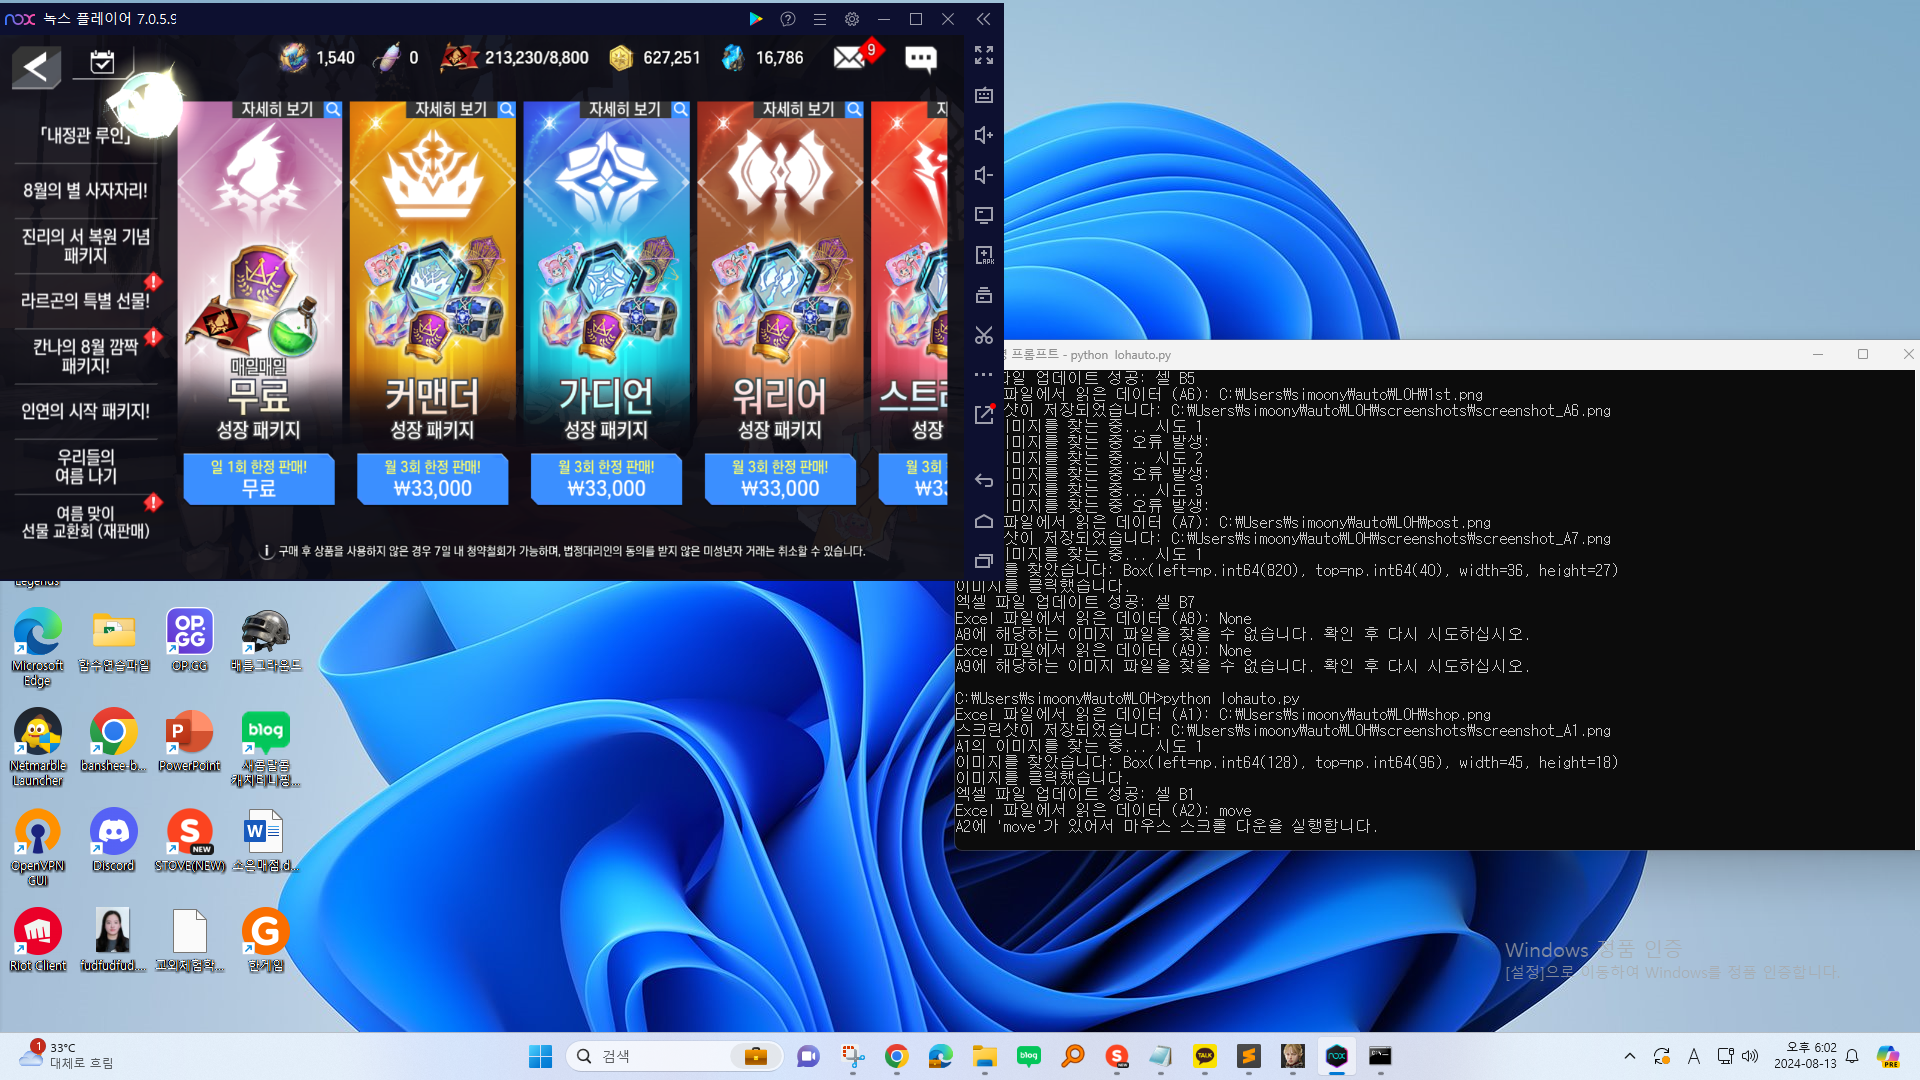 nox 녹스 플레이어 7.0.5.9
1,540
0
213,230/8,800
627,251
16,786
9
「내정관 루인」
8월의 별 사자자리!
진리의 서 복원 기념
패키지
라르곤의 특별 선물!
칸나의 8월 깜짝
패키지!
인연의 시작 패키지!
우리들의
여름 나기
여름 맞이
선물 교환회 (재판매)
자세히 보기
매일매일
무료
성장 패키지
일 1회 한정 판매!
무료
자세히 보기
커맨더
성장 패키지
월 3회 한정 판매!
₩33,000
자세히 보기
가디언
성장 패키지
월 3회 한정 판매!
₩33,000
자세히 보기
워리어
성장 패키지
월 3회 한정 판매!
₩33,000
자
스트
성장
월 3회
₩3
구매 후 상품을 사용하지 않은 경우 7일 내 청약철회가 가능하며, 법정대리인의 동의를 받지 않은 미성년자 거래는 취소할 수 있습니다.
프롬프트 - python lohauto.py
파일 업데이트 성공: 셀 B5
파일에서 읽은 데이터 (A6): C:₩Users₩simoony₩auto₩LOH₩1st.png
샷이 저장되었습니다: C:₩Users₩simoony₩auto₩LOH₩screenshots₩screenshot_A6.png
이미지를 찾는 중... 시도 1
이미지를 찾는 중 오류 발생:
이미지를 찾는 중... 시도 2
이미지를 찾는 중 오류 발생:
이미지를 찾는 중... 시도 3
이미지를 찾는 중 오류 발생:
파일에서 읽은 데이터 (A7): C:₩Users₩simoony₩auto₩LOH₩post.png
샷이 저장되었습니다: C:₩Users₩simoony₩auto₩LOH₩screenshots₩screenshot_A7.png
이미지를 찾는 중... 시도 1
를 찾았습니다: Box(left=np.int64(820), top=np.int64(40), width=36, height=27)
이미지를 클릭했습니다.
엑셀 파일 업데이트 성공: 셀 B7
Excel 파일에서 읽은 데이터 (A8): None
A8에 해당하는 이미지 파일을 찾을 수 없습니다. 확인 후 다시 시도하십시오.
Excel 파일에서 읽은 데이터 (A9): None
A9에 해당하는 이미지 파일을 찾을 수 없습니다. 확인 후 다시 시도하십시오.
C:₩Users₩simoony₩auto₩LOH>python lohauto.py
Excel 파일에서 읽은 데이터 (A1): C:₩Users₩simoony₩auto₩LOH₩shop.png
스크린샷이 저장되었습니다: C:₩Users₩simoony₩auto₩LOH₩screenshots₩screenshot_A1.png
A1의 이미지를 찾는 중... 시도 1
이미지를 찾았습니다: Box(left=np.int64(128), top=np.int64(96), width=45, height=18)
이미지를 클릭했습니다.
엑셀 파일 업데이트 성공: 셀 B1
Excel 파일에서 읽은 데이터 (A2): move
A2에 'move'가 있어서 마우스 스크롤 다운을 실행합니다.
Legends
Microsoft
Edge
함수연습파일
OP.GG
OP.GG
배틀그라운드
Netmarble
Launcher
banshee-b...
PowerPoint
blog
OpenVPN
GUI
Discord
NEW
STOVE(NEW)
Riot Client
fudfudfud....
한게임
Windows 정품 인증
[설정]으로 이동하여 Windows를 정품 인증합니다.
1
33°C
대체로 흐림
검색
blog
TALK
A
오후 6:02
2024-08-13
PRE